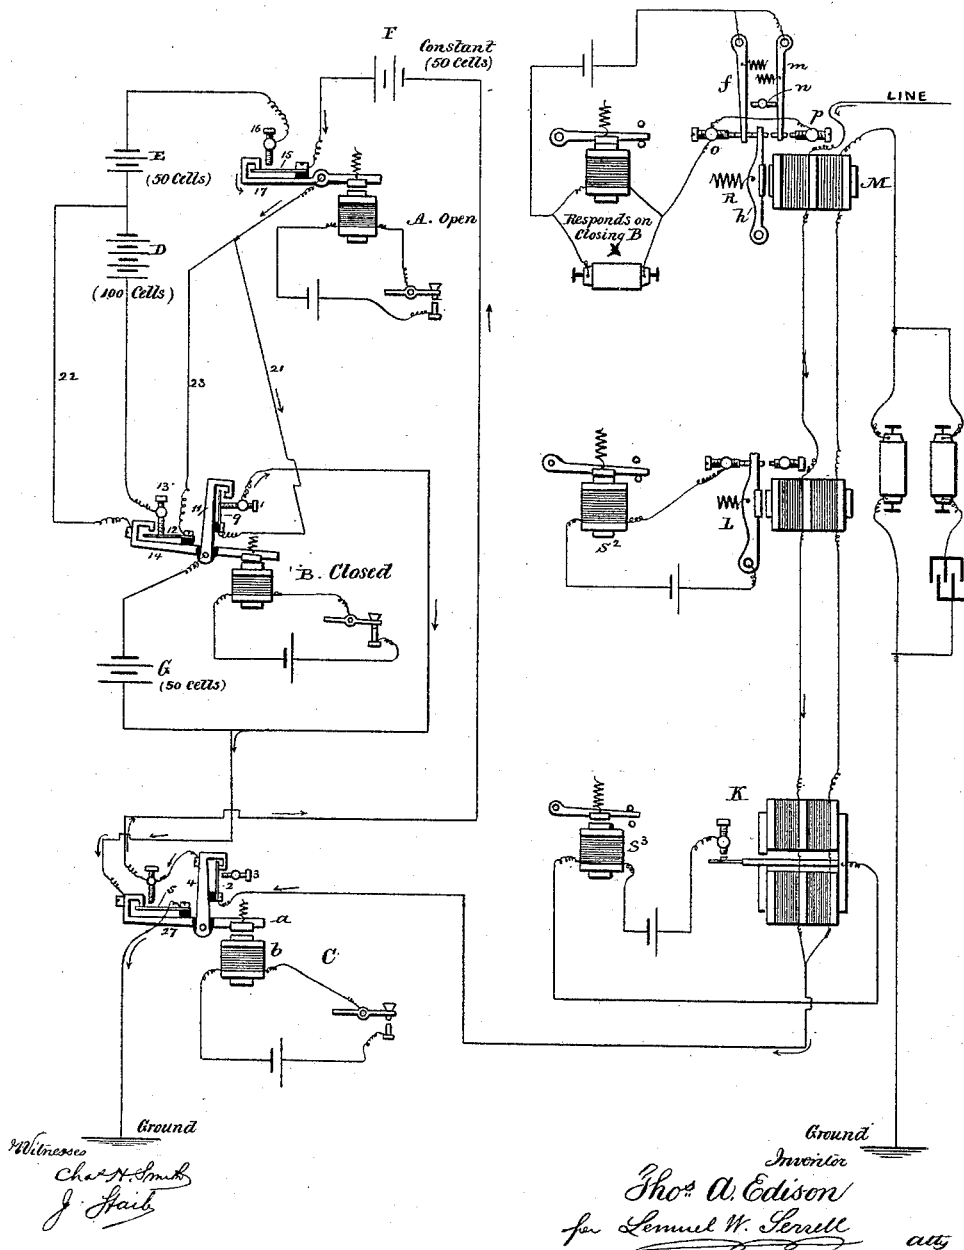 F
Constant
(50 Cells)
f
m
n
LINE
p
o
16
15
17
E
(50 Cells)
R
h
M
A. Open
Responds on
Closing B
D
(100 Cells)
22
23
21
13
11
9
1
12
14
L
S²
B. Closed
G
(50 Cells)
K
S³
4
2
3
5
27
a
b
C
Ground
Ground
Witnesses
Chas H. Smith
J. Staib
Inventor
Thos. A. Edison
per Lemuel W. Serrell
atty